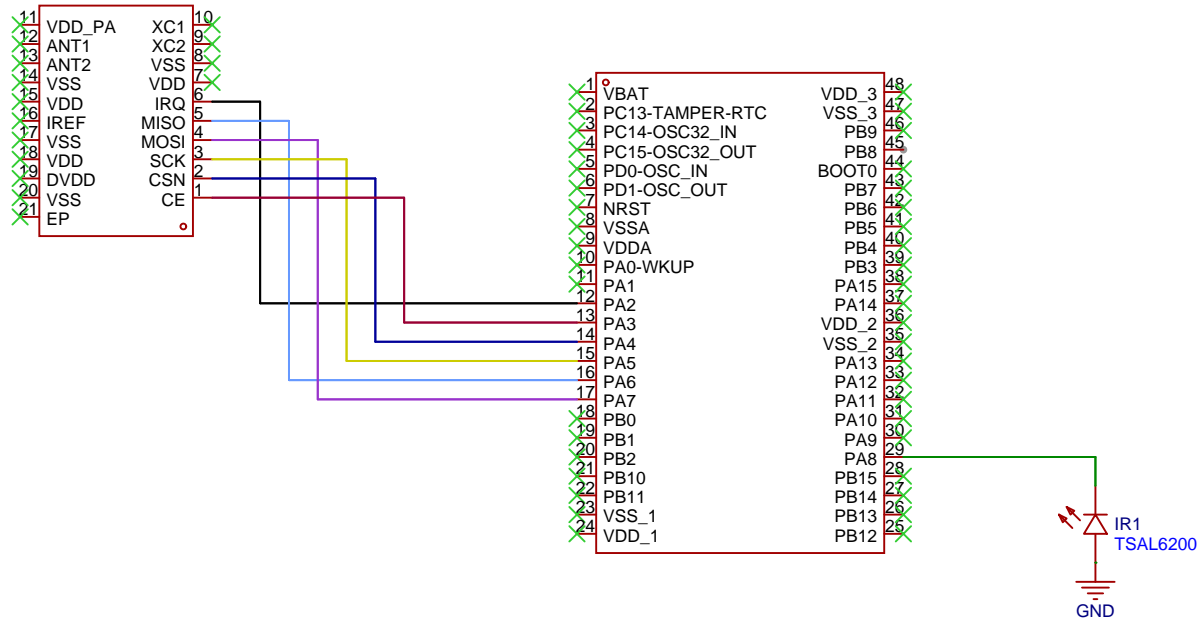 11 VDD_PA XC1 10
12 ANT1 XC2 9
13 ANT2 VSS 8
14 VSS VDD 7
15 VDD IRQ 6
16 IREF MISO 5
17 VSS MOSI 4
18 VDD SCK 3
19 DVDD CSN 2
20 VSS CE 1
21 EP
1 VBAT VDD_3 48
2 PC13-TAMPER-RTC VSS_3 47
3 PC14-OSC32_IN PB9 46
4 PC15-OSC32_OUT PB8 45
5 PD0-OSC_IN BOOT0 44
6 PD1-OSC_OUT PB7 43
7 NRST PB6 42
8 VSSA PB5 41
9 VDDA PB4 40
10 PA0-WKUP PB3 39
11 PA1 PA15 38
12 PA2 PA14 37
13 PA3 VDD_2 36
14 PA4 VSS_2 35
15 PA5 PA13 34
16 PA6 PA12 33
17 PA7 PA11 32
18 PB0 PA10 31
19 PB1 PA9 30
20 PB2 PA8 29
21 PB10 PB15 28
22 PB11 PB14 27
23 VSS_1 PB13 26
24 VDD_1 PB12 25
IR1
TSAL6200
GND